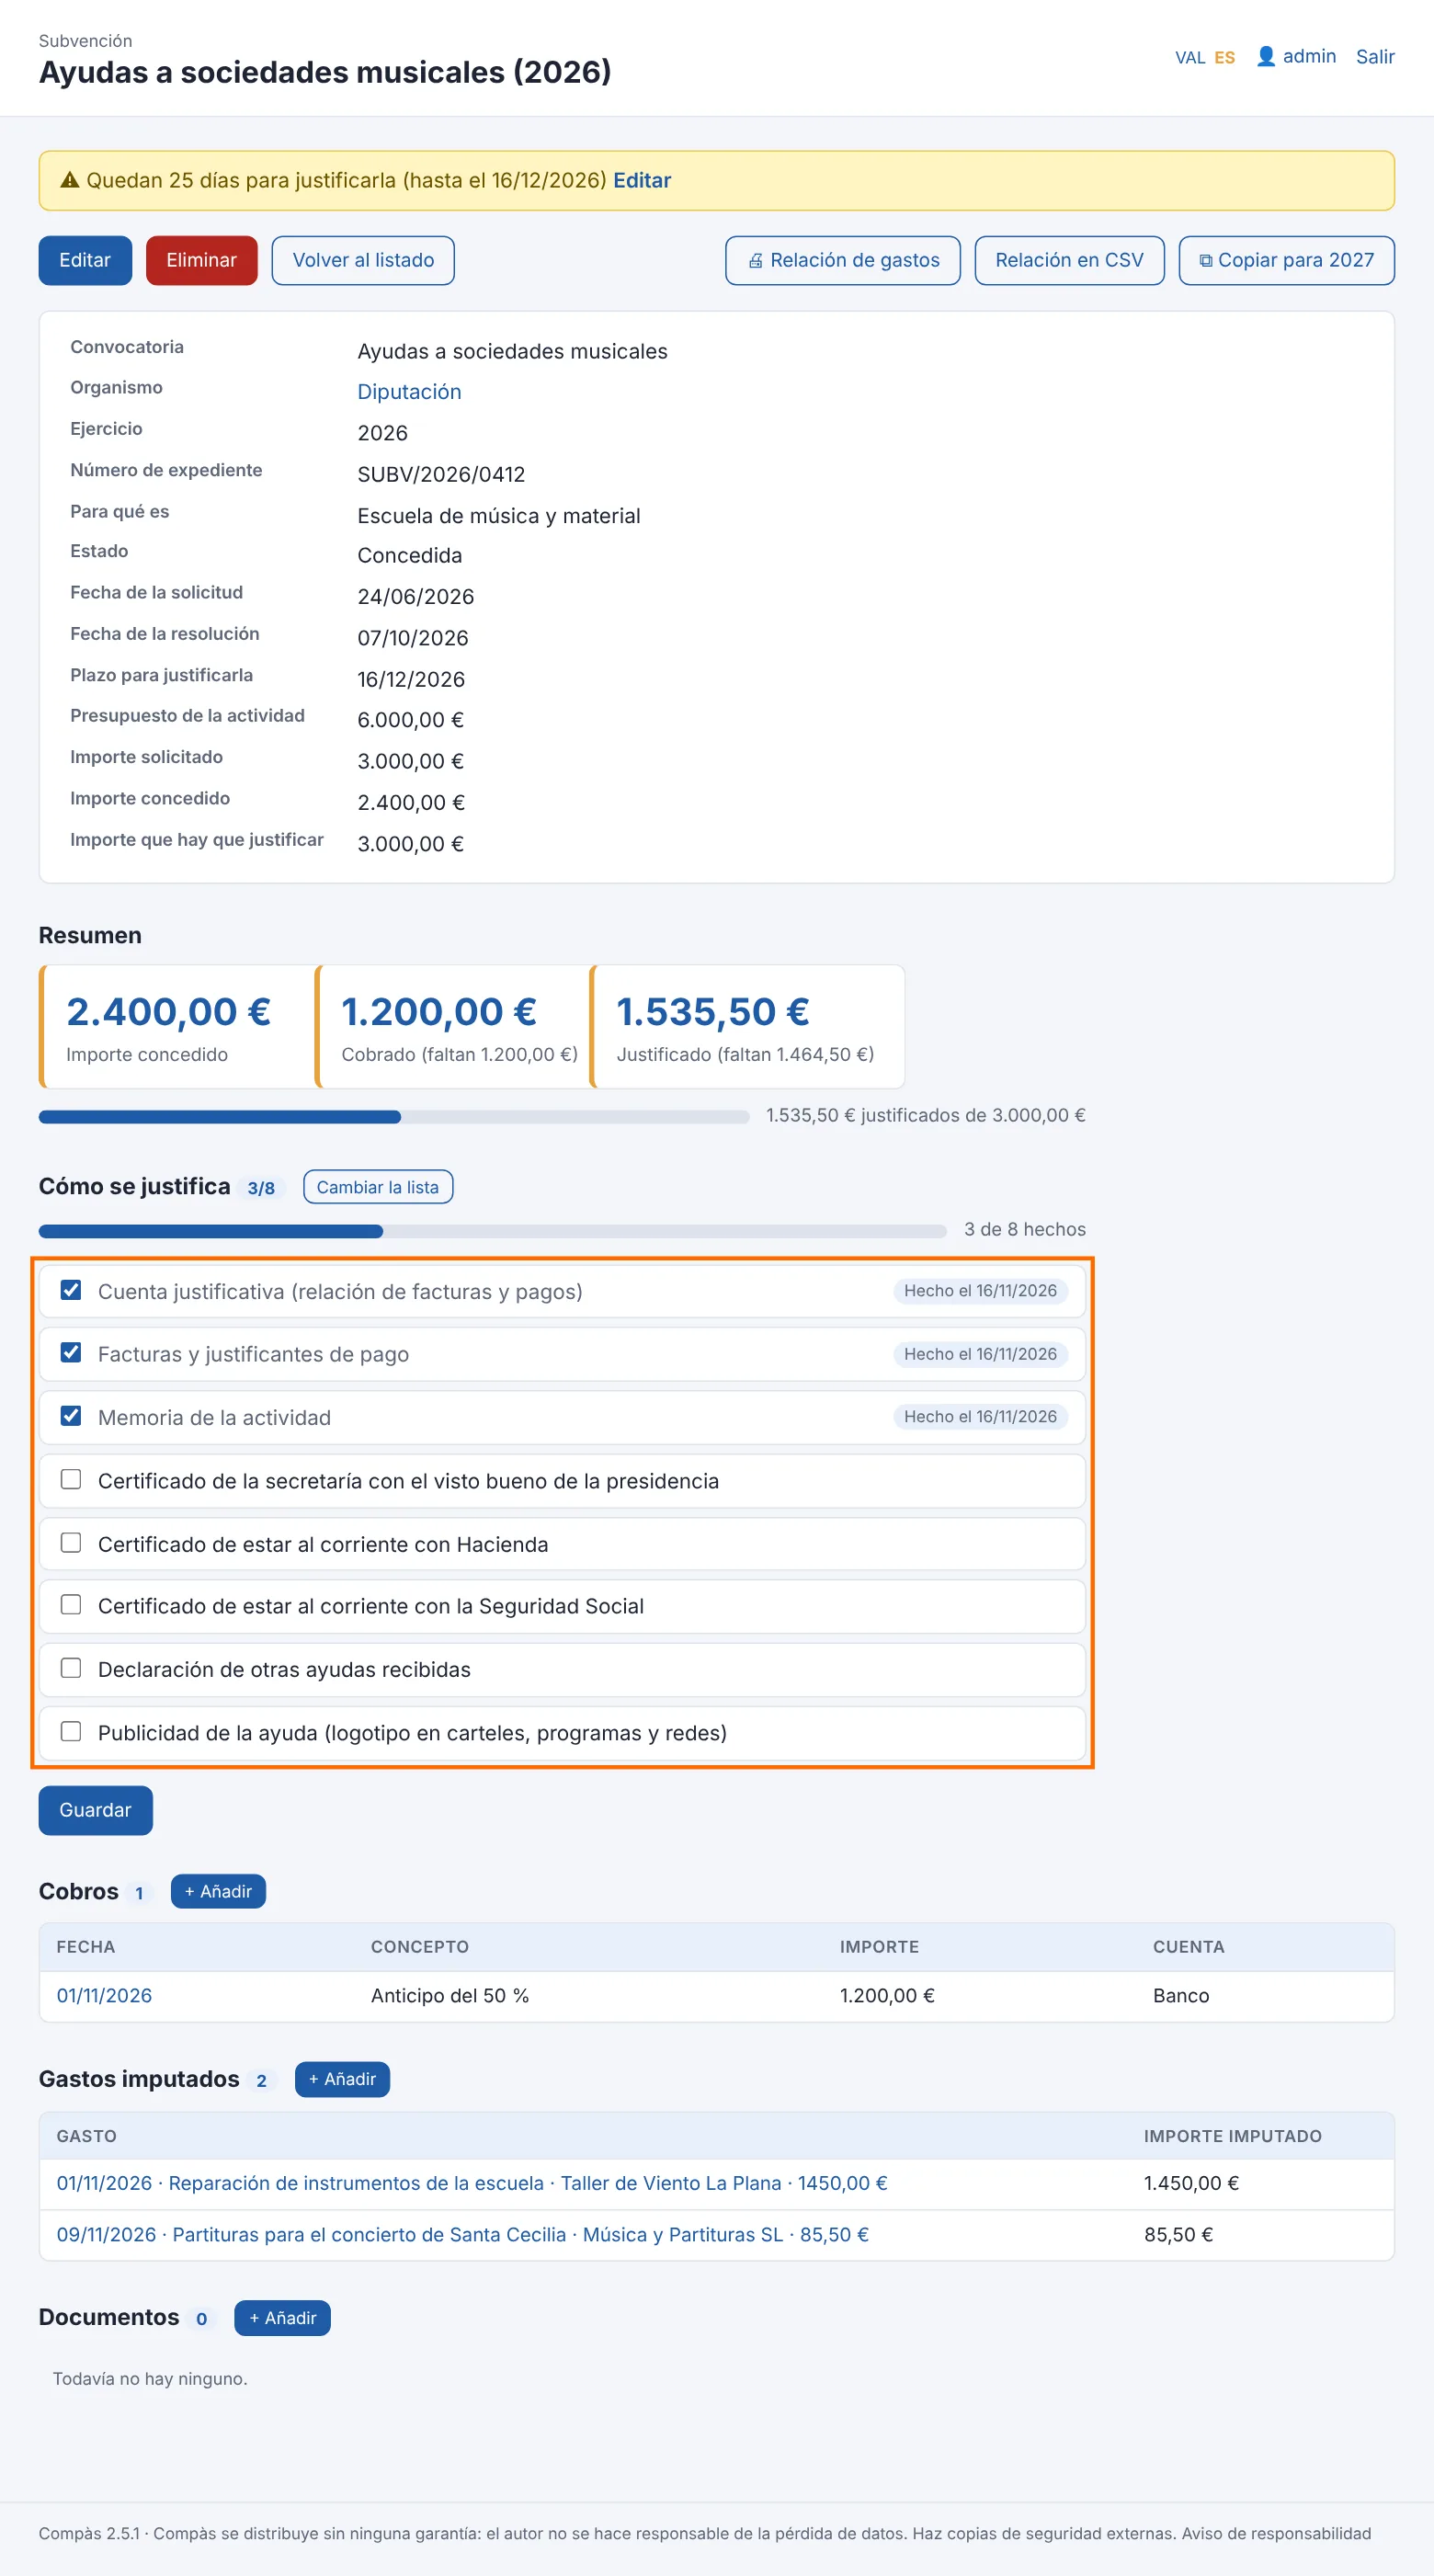 Subvención
Ayudas a sociedades musicales (2026)
VAL ES admin Salir
Quedan 25 días para justificarla (hasta el 16/12/2026) Editar
Editar Eliminar Volver al listado Relación de gastos Relación en CSV Copiar para 2027
Convocatoria Ayudas a sociedades musicales
Organismo Diputación
Ejercicio 2026
Número de expediente SUBV/2026/0412
Para qué es Escuela de música y material
Estado Concedida
Fecha de la solicitud 24/06/2026
Fecha de la resolución 07/10/2026
Plazo para justificarla 16/12/2026
Presupuesto de la actividad 6.000,00 €
Importe solicitado 3.000,00 €
Importe concedido 2.400,00 €
Importe que hay que justificar 3.000,00 €
Resumen
2.400,00 € 1.200,00 € 1.535,50 €
Importe concedido Cobrado (faltan 1.200,00 €) Justificado (faltan 1.464,50 €)
1.535,50 € justificados de 3.000,00 €
Cómo se justifica 3/8 Cambiar la lista
3 de 8 hechos
Cuenta justificativa (relación de facturas y pagos) Hecho el 16/11/2026
Facturas y justificantes de pago Hecho el 16/11/2026
Memoria de la actividad Hecho el 16/11/2026
Certificado de la secretaría con el visto bueno de la presidencia
Certificado de estar al corriente con Hacienda
Certificado de estar al corriente con la Seguridad Social
Declaración de otras ayudas recibidas
Publicidad de la ayuda (logotipo en carteles, programas y redes)
Guardar
Cobros 1 + Añadir
FECHA CONCEPTO IMPORTE CUENTA
01/11/2026 Anticipo del 50 % 1.200,00 € Banco
Gastos imputados 2 + Añadir
GASTO IMPORTE IMPUTADO
01/11/2026 · Reparación de instrumentos de la escuela · Taller de Viento La Plana · 1450,00 € 1.450,00 €
09/11/2026 · Partituras para el concierto de Santa Cecilia · Música y Partituras SL · 85,50 € 85,50 €
Documentos 0 + Añadir
Todavía no hay ninguno.
Compàs 2.5.1 · Compàs se distribuye sin ninguna garantía: el autor no se hace responsable de la pérdida de datos. Haz copias de seguridad externas. Aviso de responsabilidad